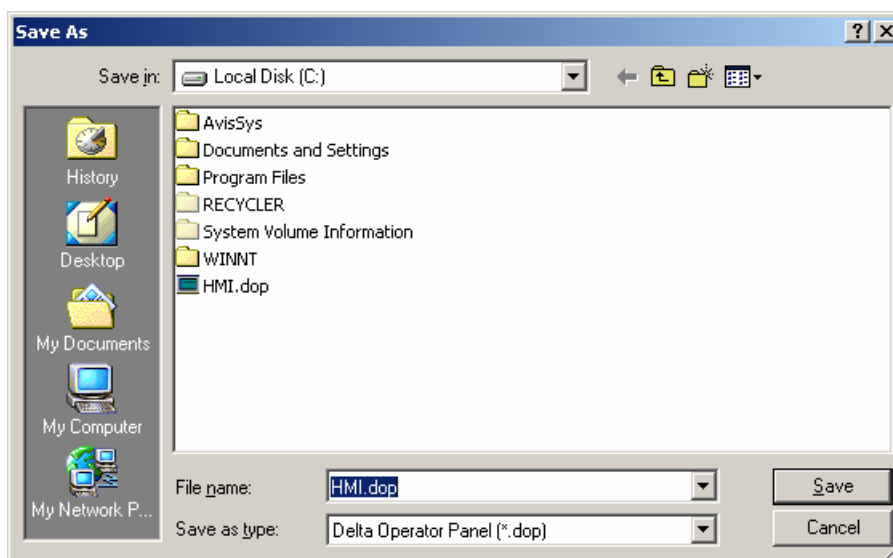 Save As
Save in: Local Disk (C:)
History
Desktop
My Documents
My Computer
My Network P...
AvisSys
Documents and Settings
Program Files
RECYCLER
System Volume Information
WINNT
HMI.dop
File name: HMI.dop Save
Save as type: Delta Operator Panel (*.dop) Cancel